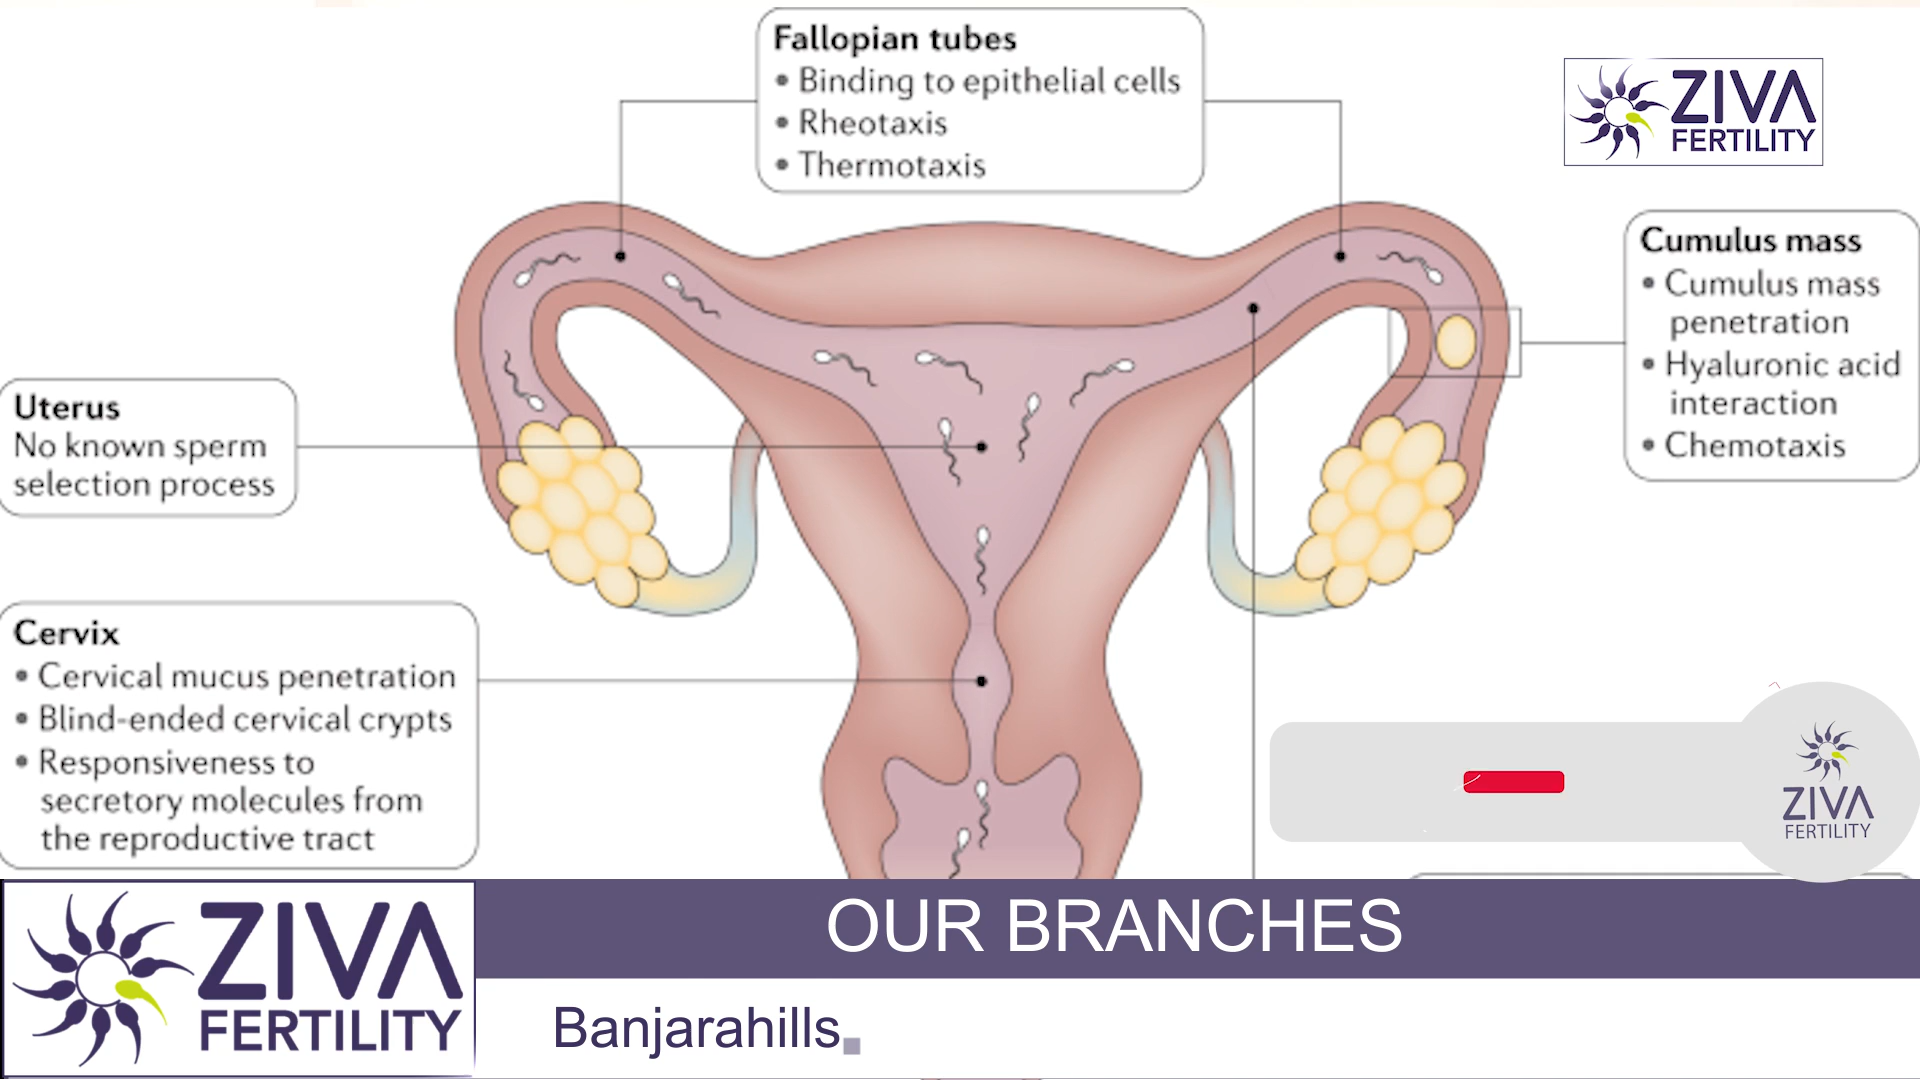 Fallopian tubes
• Binding to epithelial cells
• Rheotaxis
• Thermotaxis
ZIVA
FERTILITY
Cumulus mass
• Cumulus mass
penetration
• Hyaluronic acid
interaction
• Chemotaxis
Uterus
No known sperm
selection process
Cervix
• Cervical mucus penetration
• Blind-ended cervical crypts
• Responsiveness to
secretory molecules from
the reproductive tract
ZIVA
FERTILITY
ZIVA
FERTILITY
OUR BRANCHES
Banjarahills